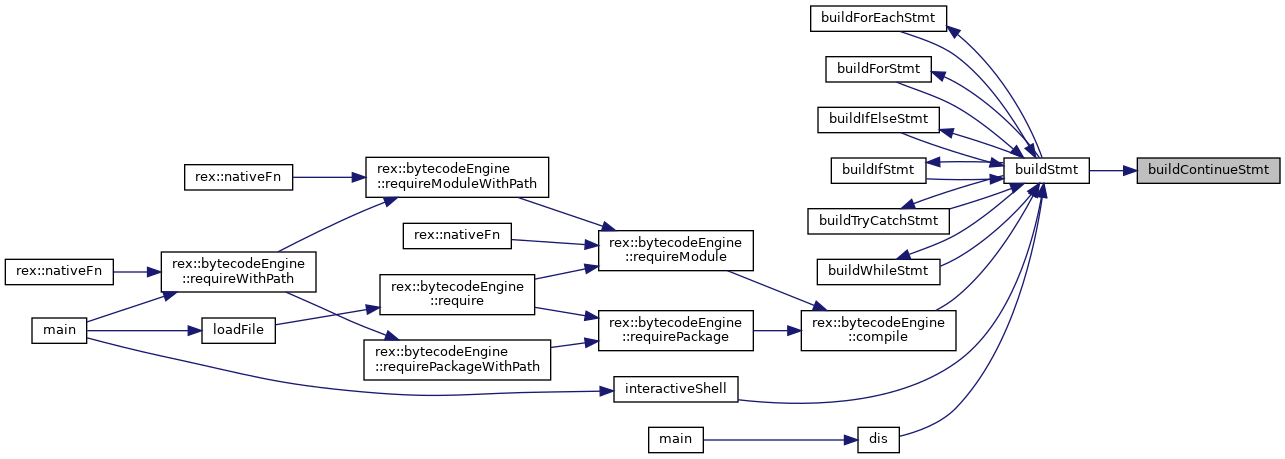 buildForEachStmt
buildForStmt
buildIfElseStmt
buildIfStmt
buildStmt
buildContinueStmt
buildTryCatchStmt
buildWhileStmt
rex::nativeFn
rex::bytecodeEngine
::requireModuleWithPath
rex::nativeFn
rex::bytecodeEngine
::requireModule
rex::nativeFn
rex::bytecodeEngine
::requireWithPath
rex::bytecodeEngine
::require
main
loadFile
rex::bytecodeEngine
::requirePackage
rex::bytecodeEngine
::compile
rex::bytecodeEngine
::requirePackageWithPath
interactiveShell
main
dis